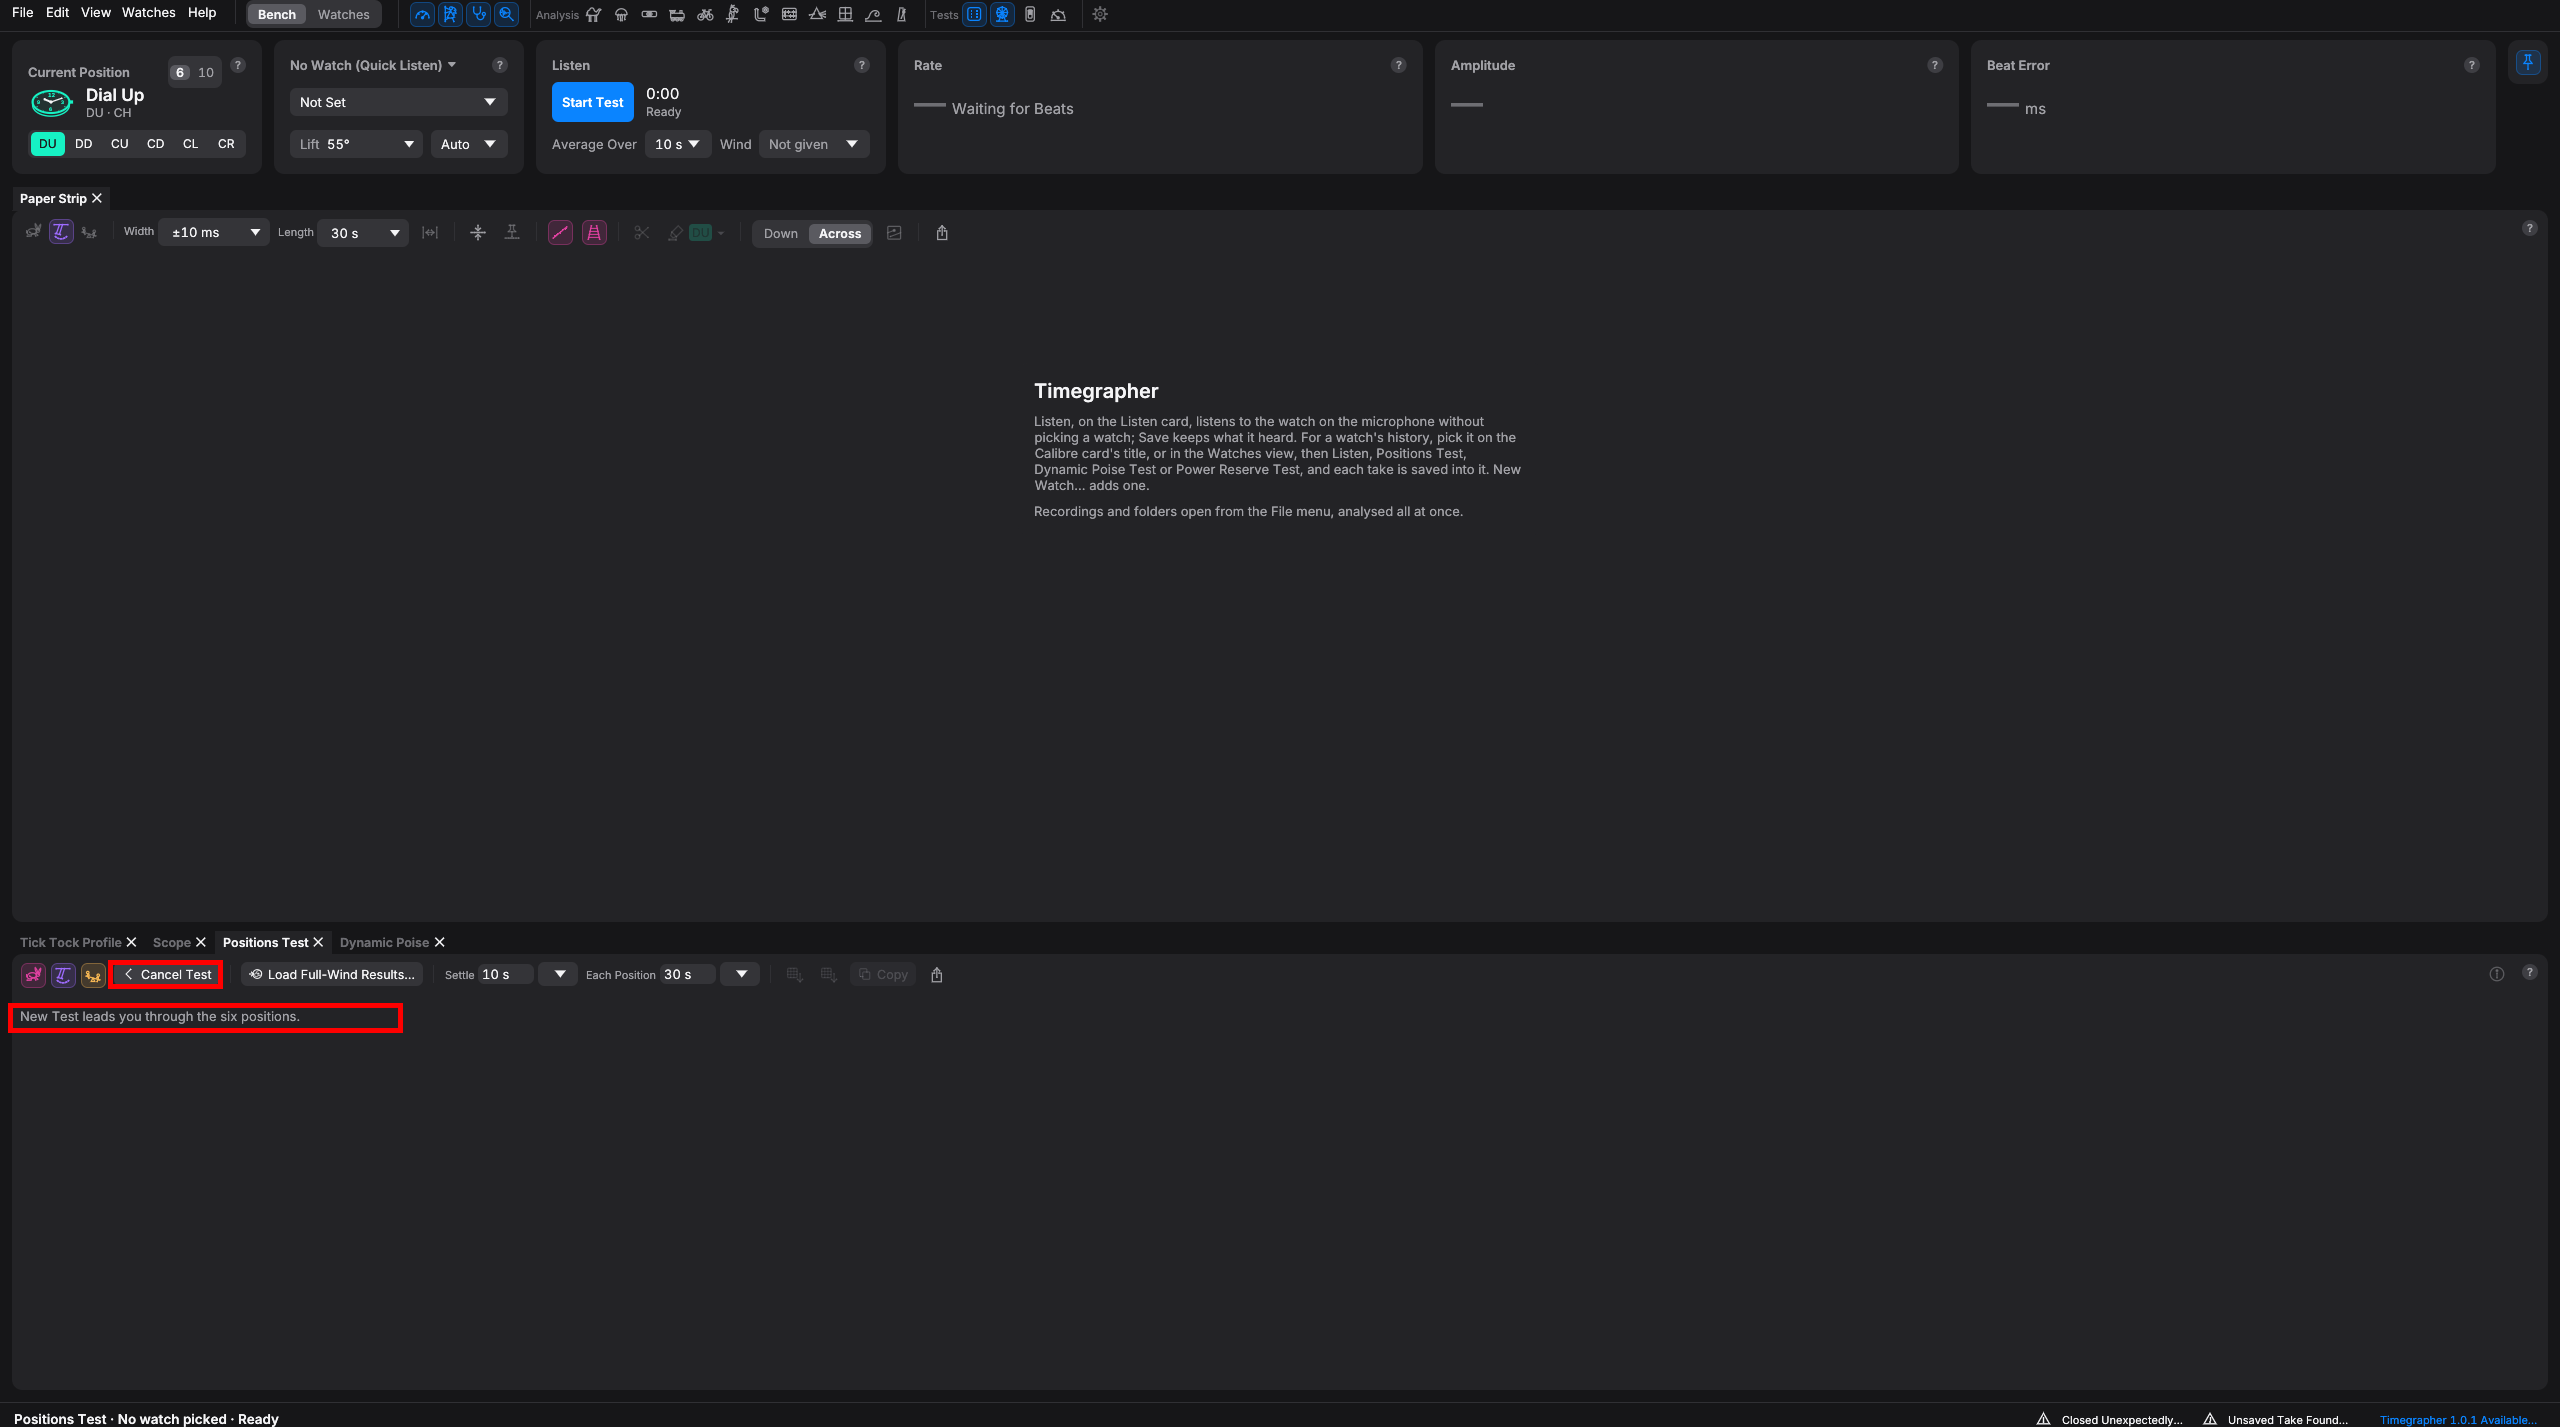 File Edit View Watches Help Bench Watches Analysis Tests
Current Position 6 10 ?
Dial Up
DU · CH
DU DD CU CD CL CR
No Watch (Quick Listen) ?
Not Set
Lift 55° Auto
Listen ?
Start Test 0:00
Ready
Average Over 10 s Wind Not given
Rate ?
Waiting for Beats
Amplitude ?
Beat Error ?
ms
Paper Strip
Width ±10 ms Length 30 s DU Down Across ?
Timegrapher
Listen, on the Listen card, listens to the watch on the microphone without
picking a watch; Save keeps what it heard. For a watch's history, pick it on the
Calibre card's title, or in the Watches view, then Listen, Positions Test,
Dynamic Poise Test or Power Reserve Test, and each take is saved into it. New
Watch... adds one.
Recordings and folders open from the File menu, analysed all at once.
Tick Tock Profile Scope Positions Test Dynamic Poise
Cancel Test Load Full-Wind Results... Settle 10 s Each Position 30 s Copy ?
New Test leads you through the six positions.
Positions Test · No watch picked · Ready Closed Unexpectedly... Unsaved Take Found... Timegrapher 1.0.1 Available...